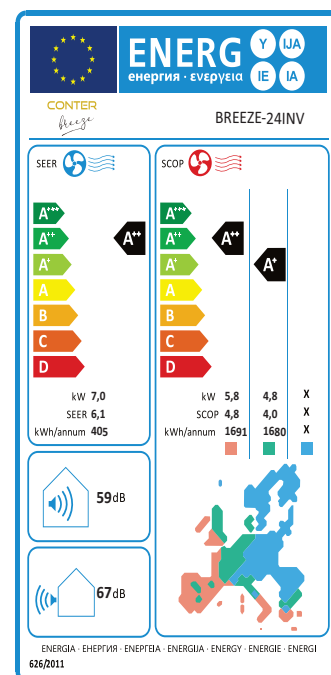 ENERG
енергия · ενεργεια
Y IJA
IE IA
CONTER
breeze
BREEZE-24INV
SEER
SCOP
A+++
A++
A+
A
B
C
D
A++
A+++
A++
A+
A
B
C
D
A++
A+
kW 7,0
SEER 6,1
kWh/annum 405
kW 5,8 4,8 X
SCOP 4,8 4,0 X
kWh/annum 1691 1680 X
59dB
67dB
ENERGIA · ЕНЕРГИЯ · ΕΝΕΡΓΕΙΑ · ENERGIJA · ENERGY · ENERGIE · ENERGI
626/2011